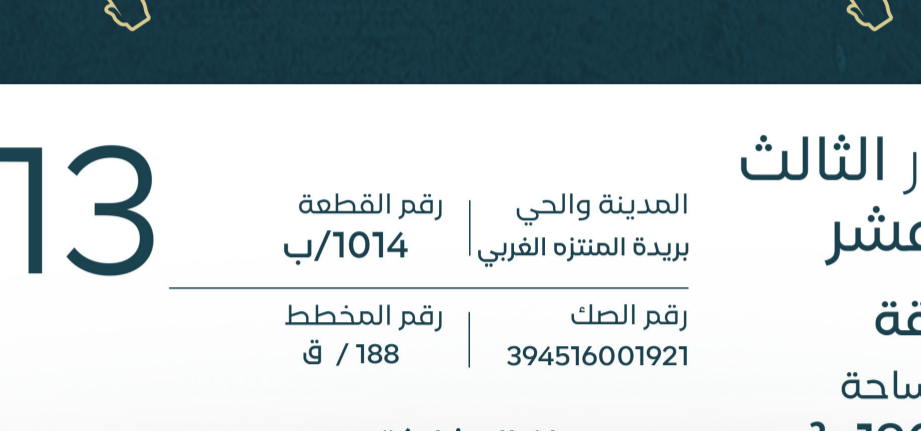 13
الثالث
عشر
المدينة والحي
بريدة المنتزه الغربي
رقم القطعة
1014/ب
رقم الصك
394516001921
رقم المخطط
188 / ق